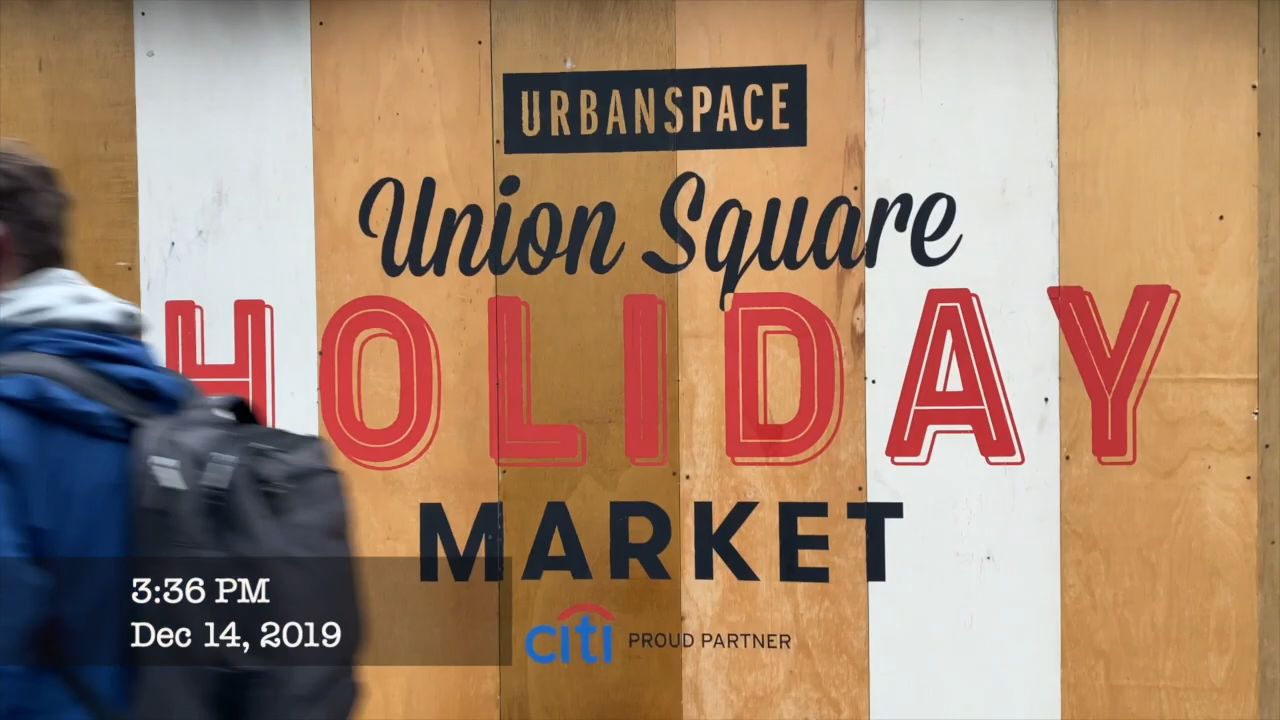 URBANSPACE
Union Square
HOLIDAY
MARKET
citi PROUD PARTNER
3:36 PM
Dec 14, 2019